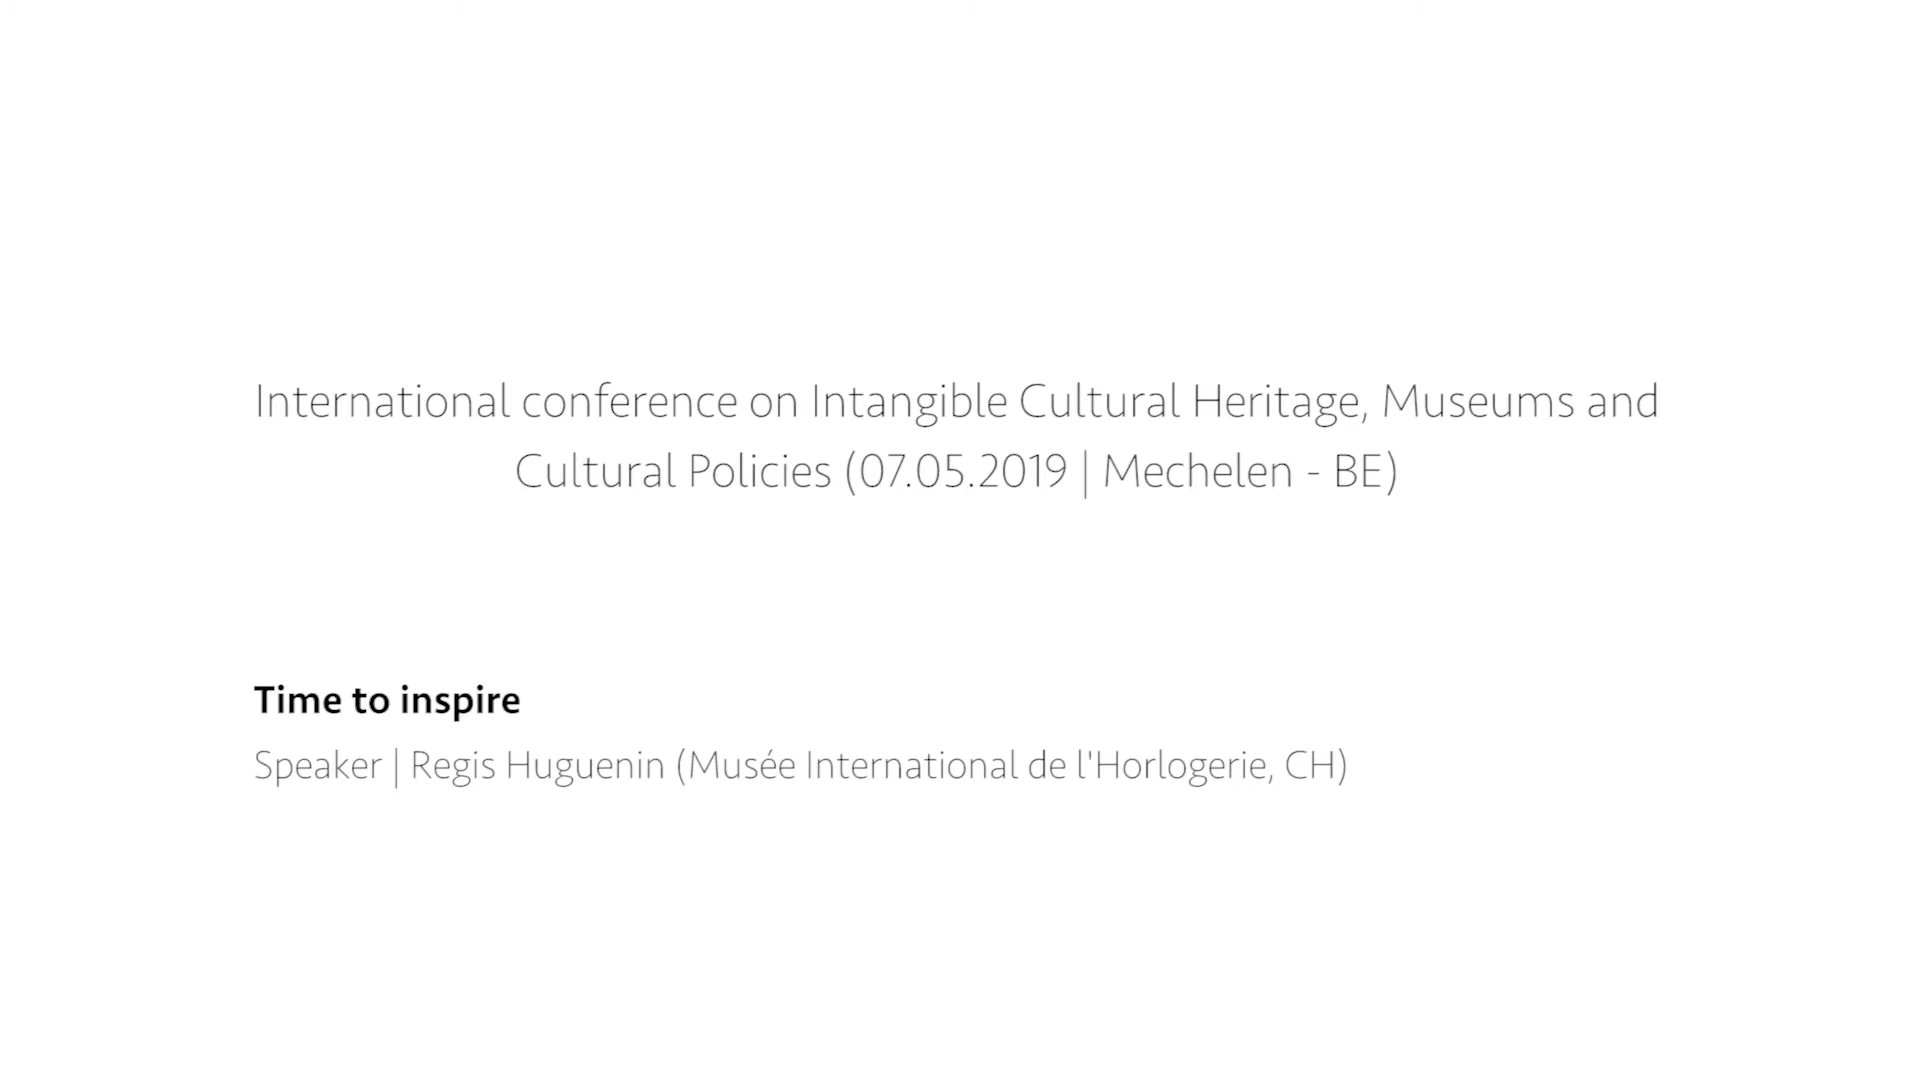 International conference on Intangible Cultural Heritage, Museums and
Cultural Policies (07.05.2019 | Mechelen - BE)
Time to inspire
Speaker | Regis Huguenin (Musée International de l'Horlogerie, CH)